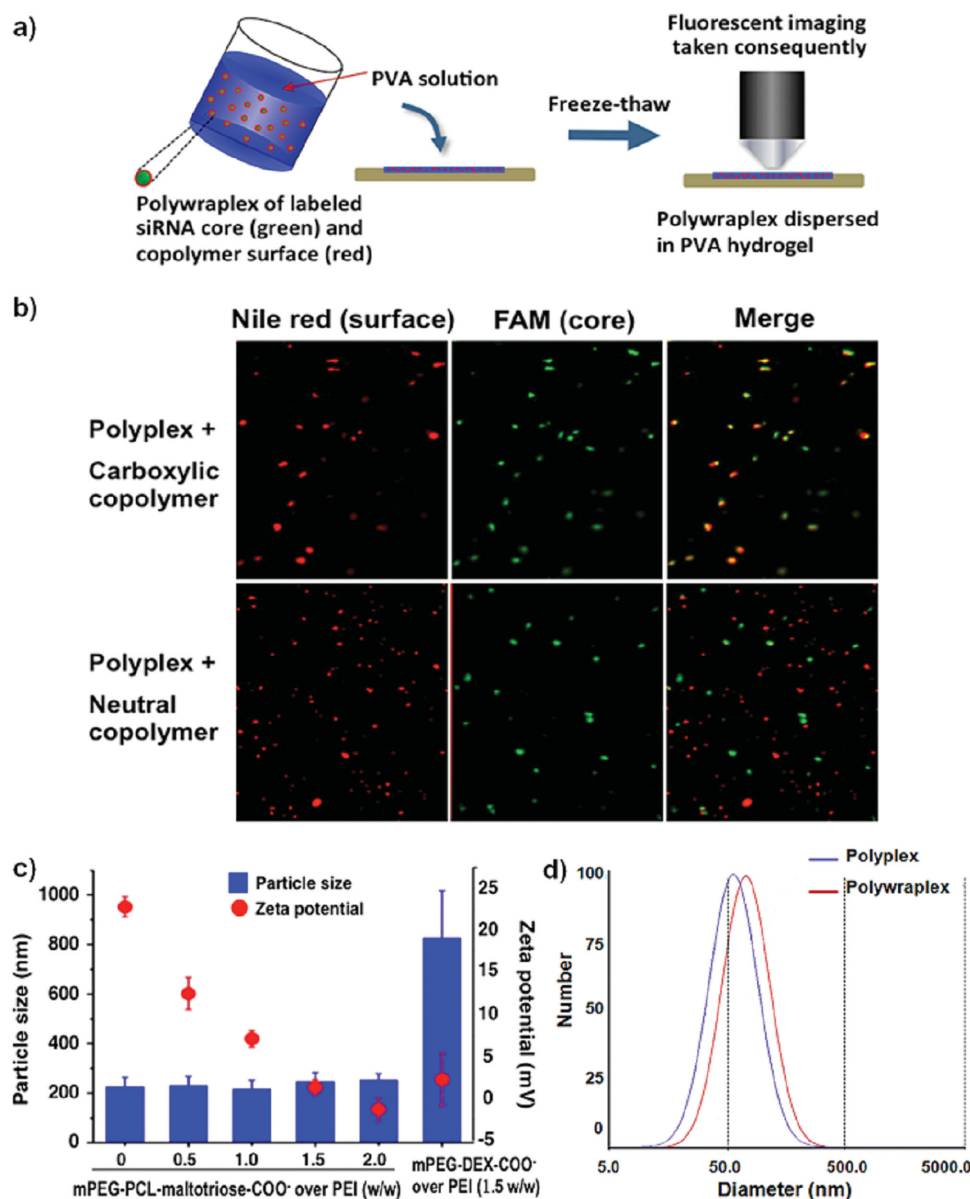 a)
PVA solution
Freeze-thaw
Fluorescent imaging
taken consequently
Polywraplex of labeled
siRNA core (green) and
copolymer surface (red)
Polywraplex dispersed
in PVA hydrogel
b)
Nile red (surface)
FAM (core)
Merge
Polyplex +
Carboxylic
copolymer
Polyplex +
Neutral
copolymer
c)
Particle size
Zeta potential
Particle size (nm)
1000
800
600
400
200
0
Zeta potential (mV)
25
20
15
10
5
0
-5
0 0.5 1.0 1.5 2.0
mPEG-PCL-maltotriose-COO⁻ over PEI (w/w)
mPEG-DEX-COO⁻
over PEI (1.5 w/w)
d)
Polyplex
Polywraplex
Number
100
75
50
25
0
5.0 50.0 500.0 5000.0
Diameter (nm)